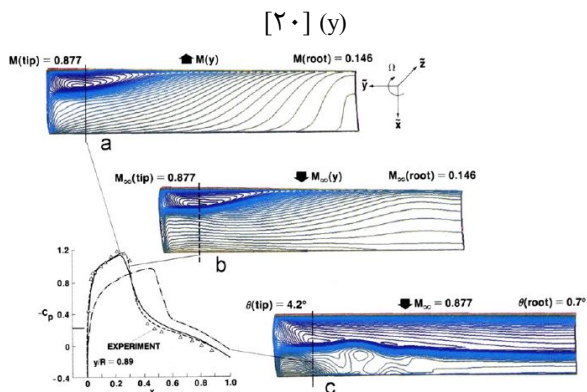 [۲۰] (y)
M(tip) = 0.877 M(y) M(root) = 0.146
Ω
ỹ z̃
x̃
a
M∞(tip) = 0.877 M∞(y) M∞(root) = 0.146
b
θ(tip) = 4.2° M∞ = 0.877 θ(root) = 0.7°
c
-Cp
1.2
0.8
0.4
0
-0.4
EXPERIMENT
y/R = 0.89
0 0.2 0.4 0.6 0.8 1.0
x